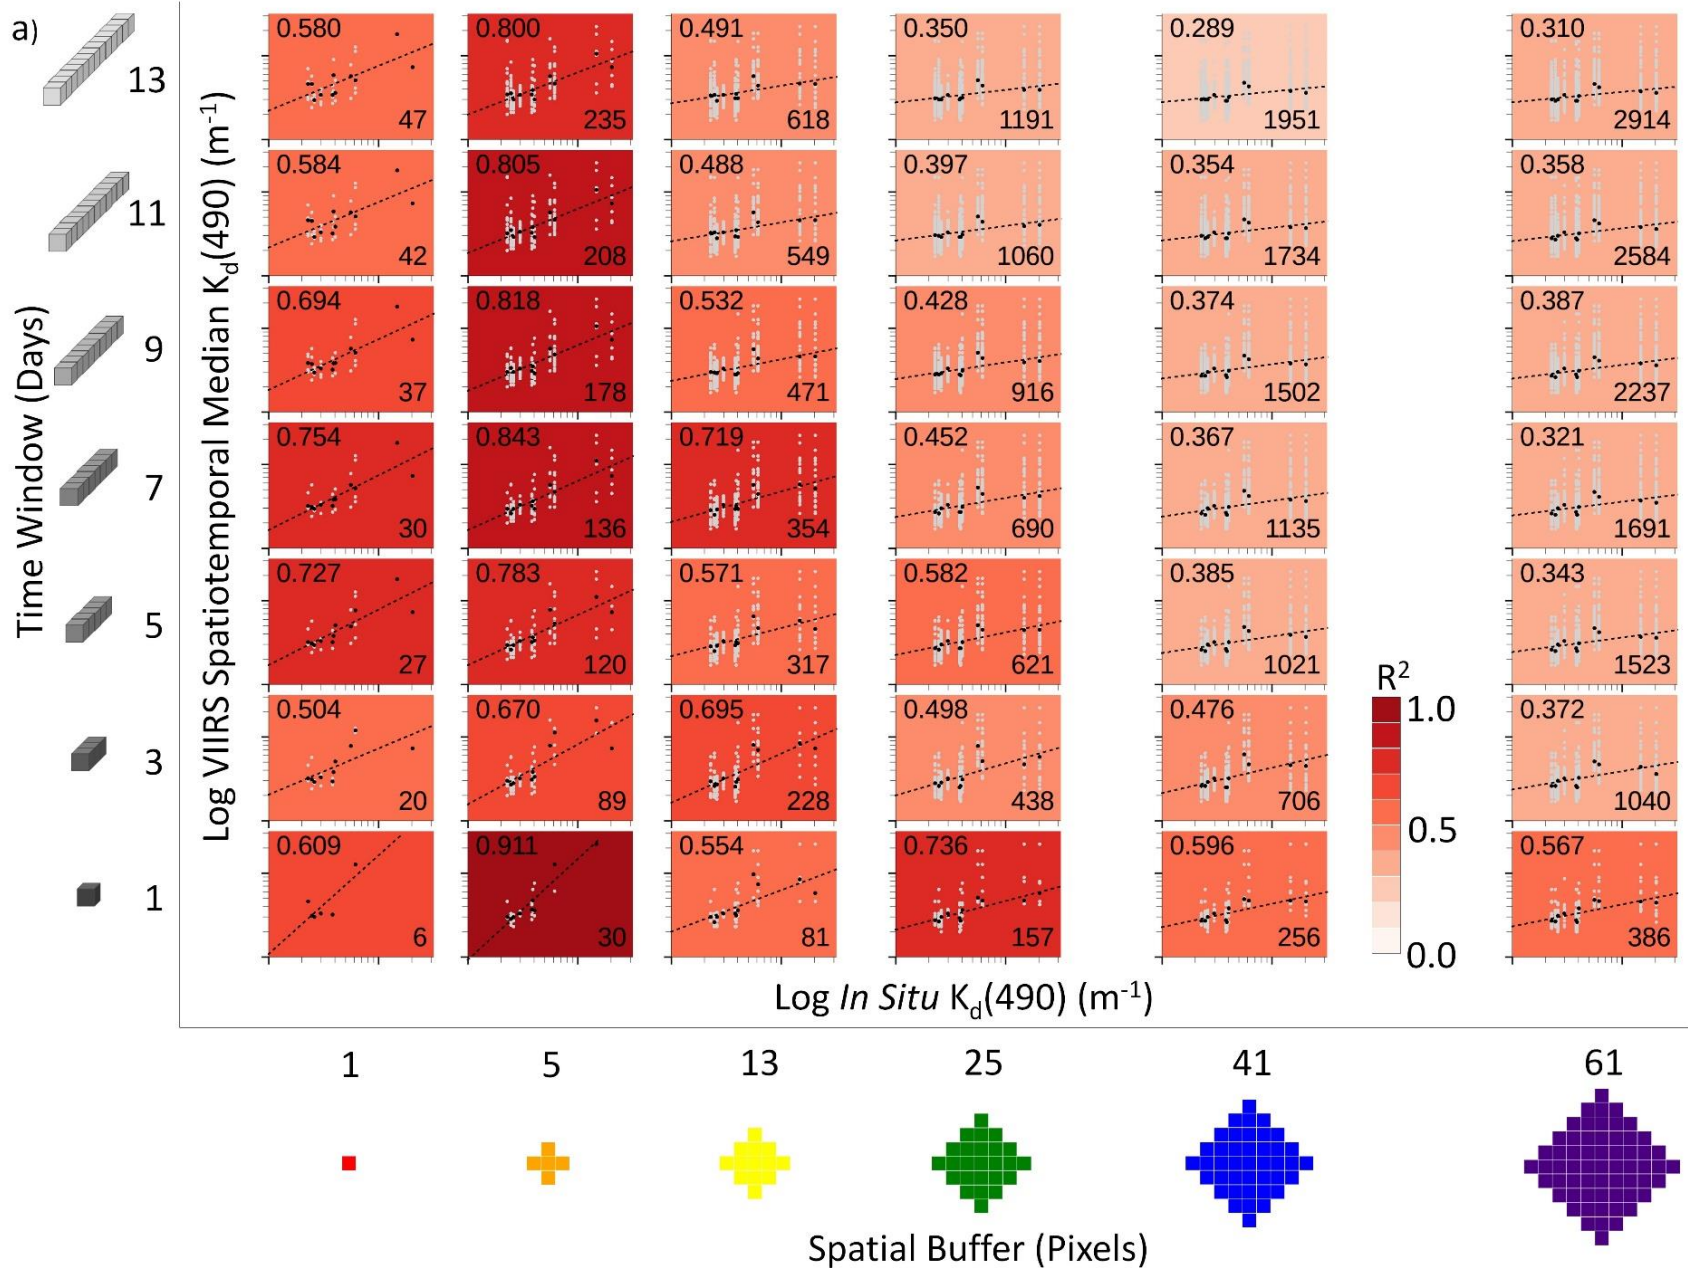 a)
Time Window (Days)
Log VIIRS Spatiotemporal Median Kd(490) (m-1)
13
0.580 0.800 0.491 0.350 0.289 0.310
47 235 618 1191 1951 2914
11
0.584 0.805 0.488 0.397 0.354 0.358
42 208 549 1060 1734 2584
9
0.694 0.818 0.532 0.428 0.374 0.387
37 178 471 916 1502 2237
7
0.754 0.843 0.719 0.452 0.367 0.321
30 136 354 690 1135 1691
5
0.727 0.783 0.571 0.582 0.385 0.343
27 120 317 621 1021 1523
3
0.504 0.670 0.695 0.498 0.476 0.372
20 89 228 438 706 1040
1
0.609 0.911 0.554 0.736 0.596 0.567
6 30 81 157 256 386
R2
1.0
0.5
0.0
Log In Situ Kd(490) (m-1)
1 5 13 25 41 61
Spatial Buffer (Pixels)